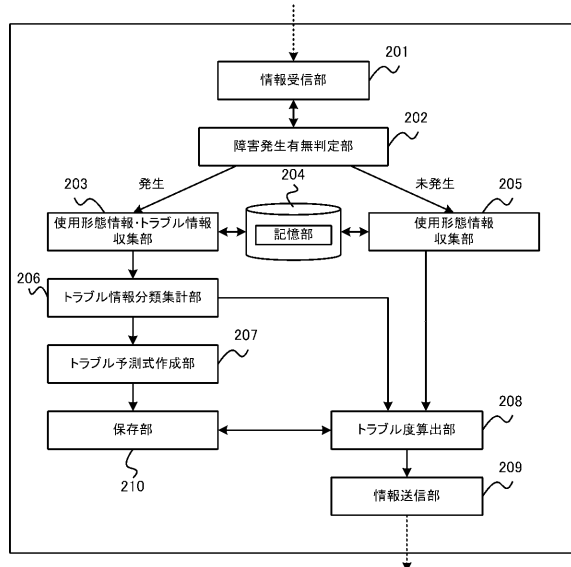 201
情報受信部
202
障害発生有無判定部
203
発生
204
未発生
205
使用形態情報・トラブル情報
収集部
記憶部
使用形態情報
収集部
206
トラブル情報分類集計部
207
トラブル予測式作成部
208
保存部
トラブル度算出部
210
209
情報送信部